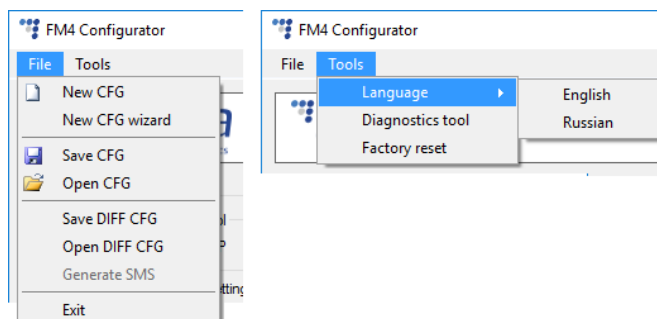 FM4 Configurator
File Tools
New CFG
New CFG wizard
Save CFG
Open CFG
Save DIFF CFG
Open DIFF CFG
Generate SMS
Exit
FM4 Configurator
File Tools
Language
Diagnostics tool
Factory reset
English
Russian